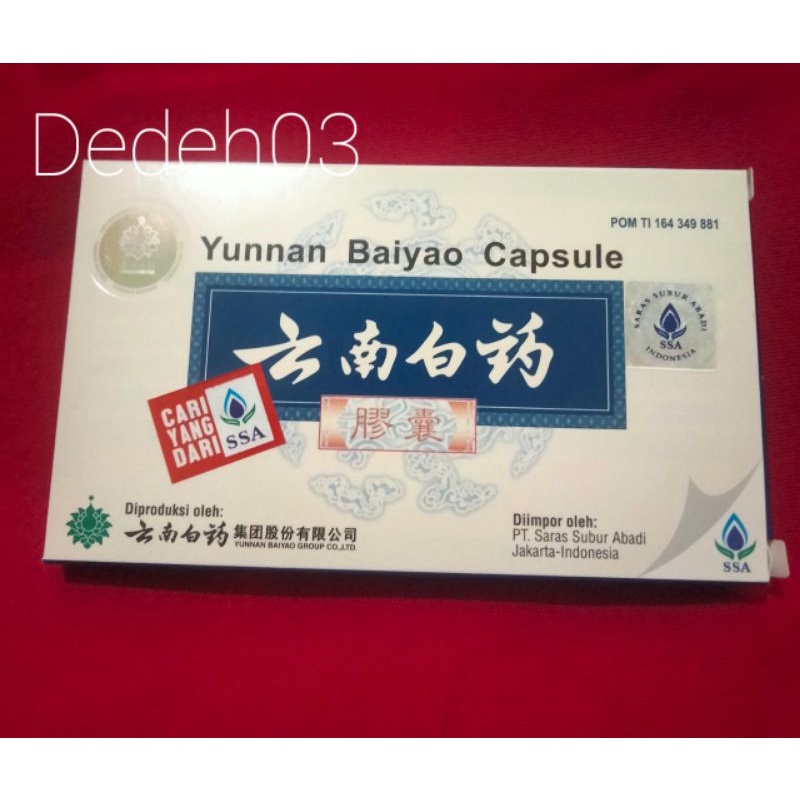 Dedeh03
POM TI 164 349 881
Yunnan Baiyao Capsule
云南白药
SARAS SUBUR ABADI
SSA
INDONESIA
CARI
YANG
DARI
SSA
膠囊
Diproduksi oleh:
云南白药 集团股份有限公司
YUNNAN BAIYAO GROUP CO.,LTD.
Diimpor oleh:
PT. Saras Subur Abadi
Jakarta-Indonesia
SSA